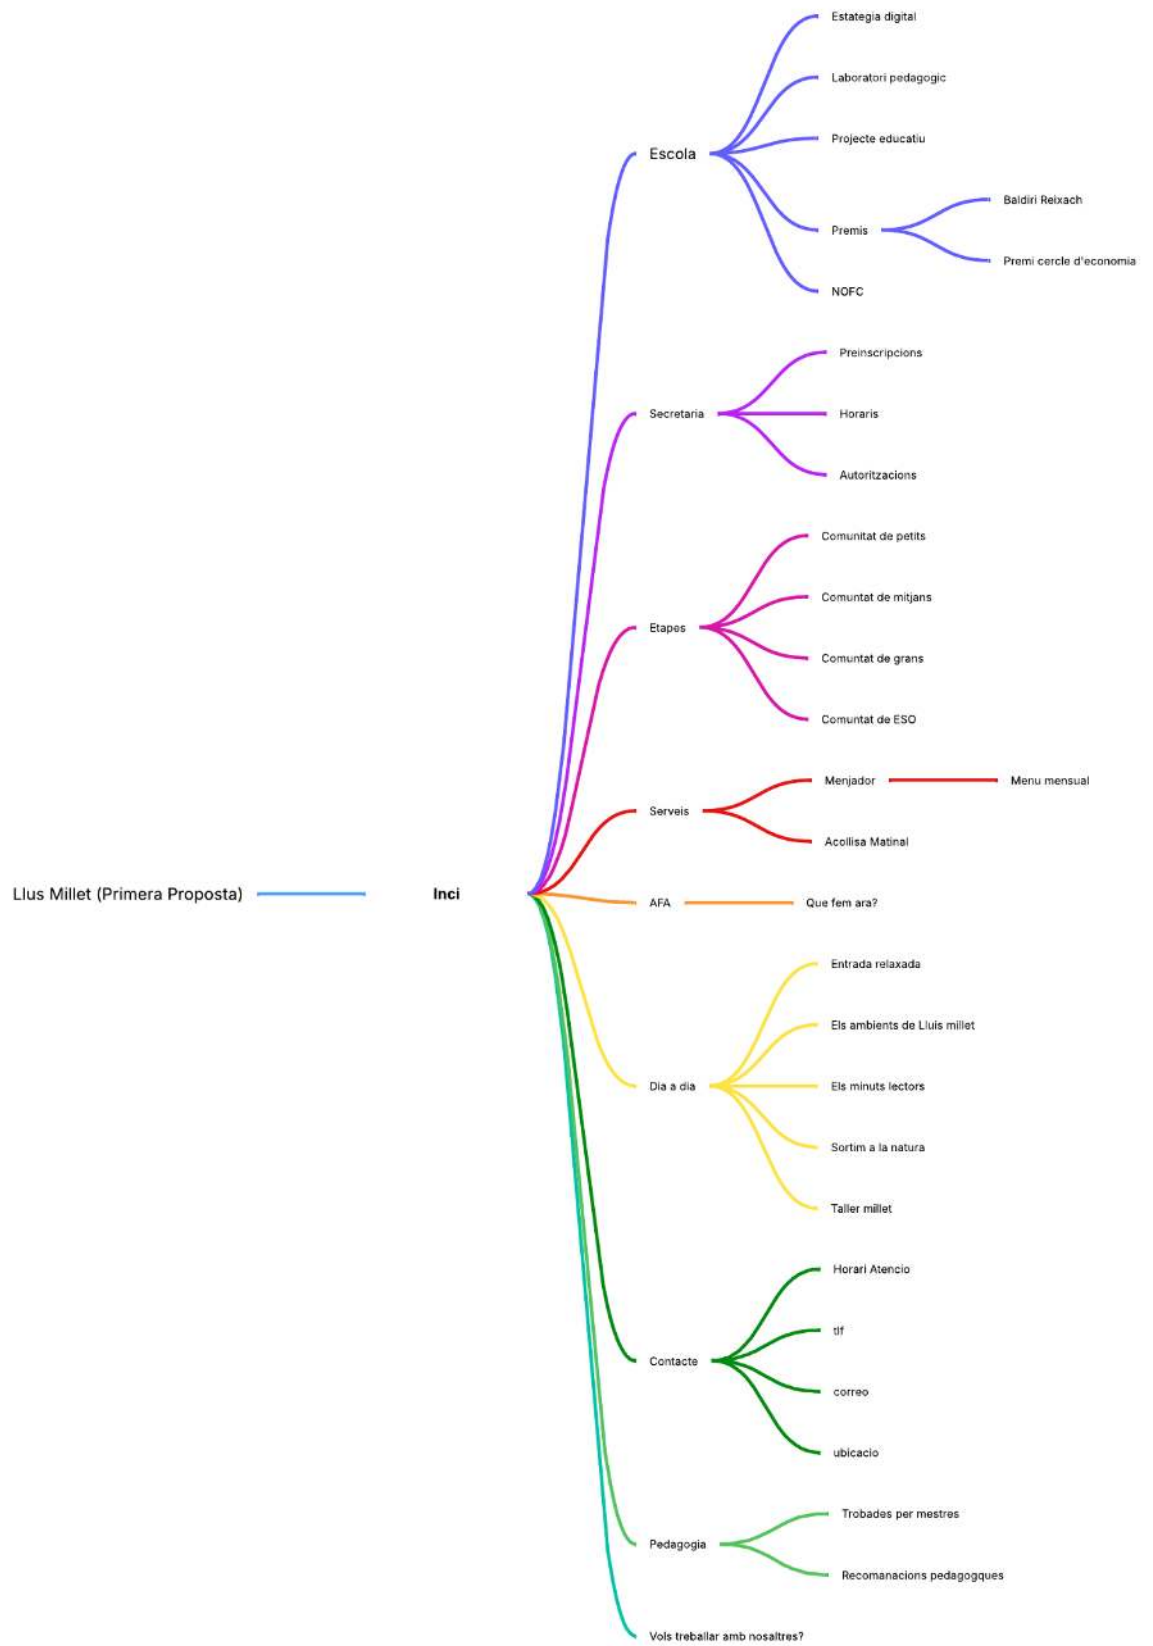 Estategia digital
Laboratori pedagogic
Projecte educatiu
Escola
Baldiri Reixach
Premis
Premi cercle d'economia
NOFC
Preinscripcions
Secretaria
Horaris
Autoritzacions
Comunitat de petits
Comuntat de mitjans
Etapes
Comuntat de grans
Comuntat de ESO
Menjador
Menu mensual
Serveis
Acollisa Matinal
Llus Millet (Primera Proposta)
Inci
AFA
Que fem ara?
Entrada relaxada
Els ambients de Lluis millet
Dia a dia
Els minuts lectors
Sortim a la natura
Taller millet
Horari Atencio
tlf
Contacte
correo
ubicacio
Trobades per mestres
Pedagogia
Recomanacions pedagogques
Vols treballar amb nosaltres?